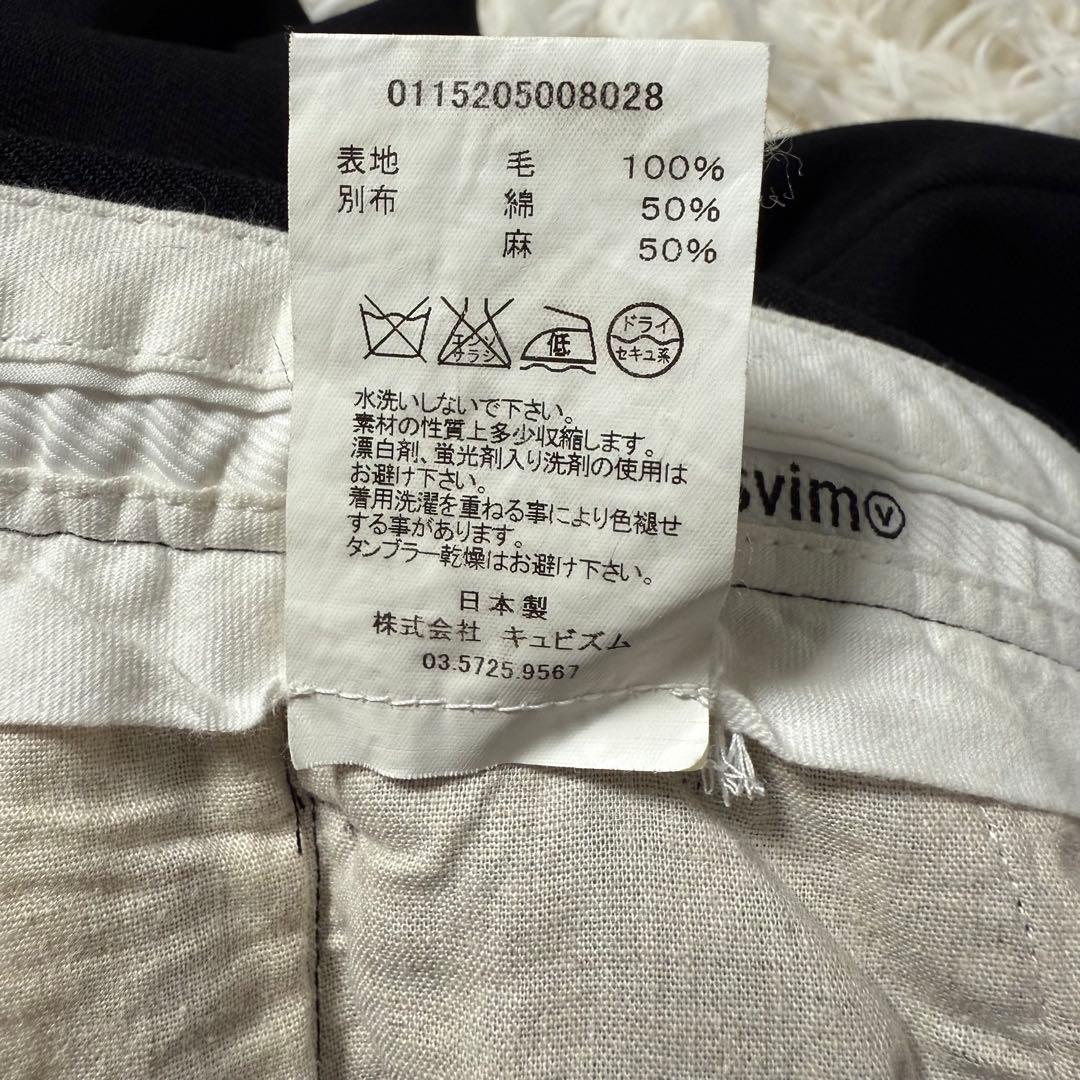 0115205008028
表地 毛 100%
別布 綿 50%
麻 50%
エンソ
サラシ
低
ドライ
セキユ系
水洗いしないで下さい。
素材の性質上多少収縮します。
漂白剤、蛍光剤入り洗剤の使用は
お避け下さい。
着用洗濯を重ねる事により色褪せ
する事があります。
タンブラー乾燥はお避け下さい。
日本製
株式会社 キュビズム
03.5725.9567
svim
v